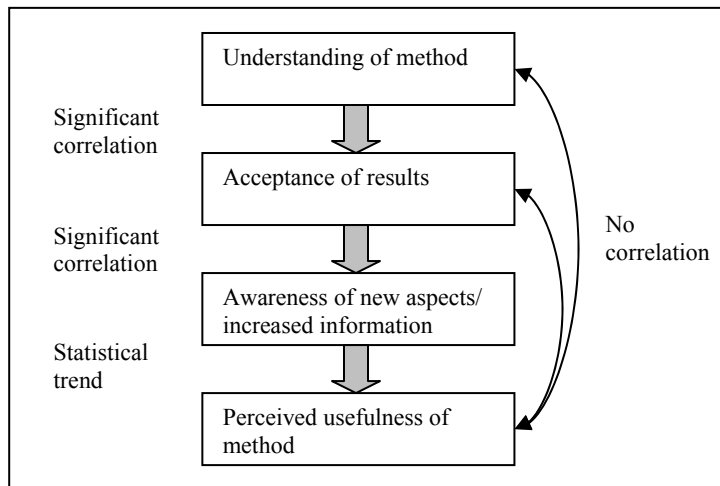 Understanding of method
Significant
correlation
Acceptance of results
Significant
correlation
No
correlation
Awareness of new aspects/
increased information
Statistical
trend
Perceived usefulness of
method